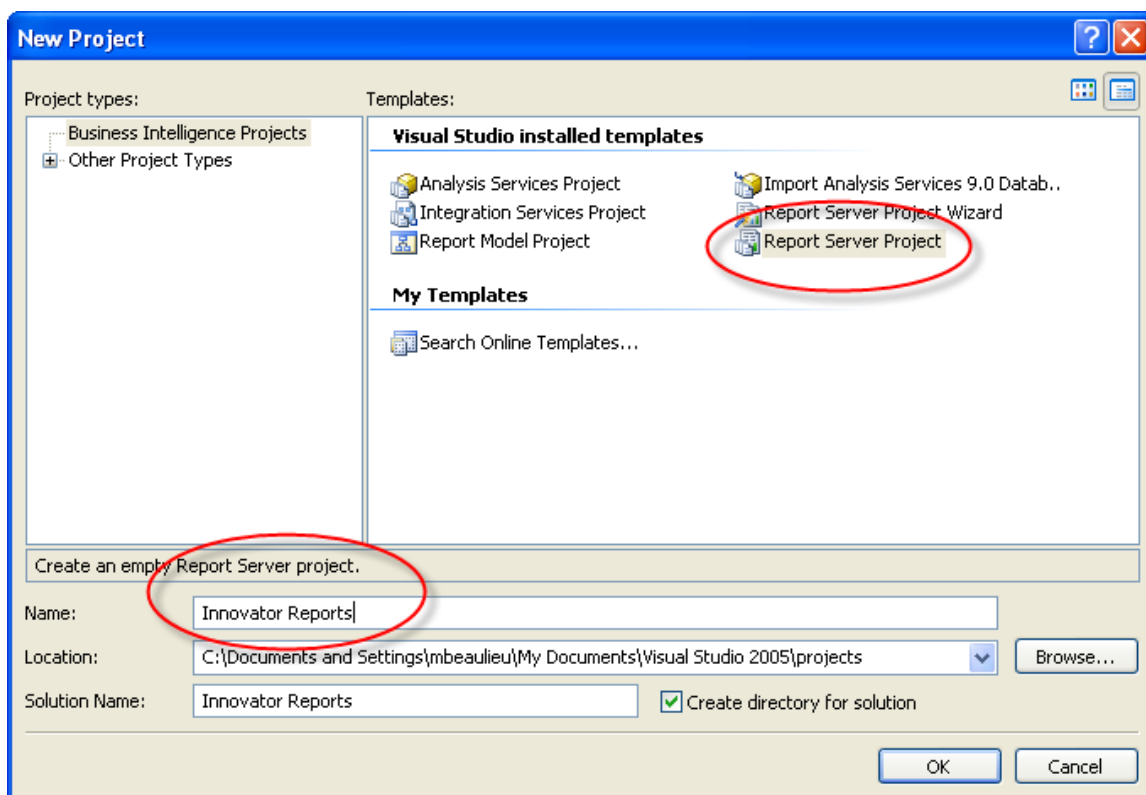 New Project
Project types:
Templates:
Business Intelligence Projects
Other Project Types
Visual Studio installed templates
Analysis Services Project
Import Analysis Services 9.0 Datab..
Integration Services Project
Report Server Project Wizard
Report Model Project
Report Server Project
My Templates
Search Online Templates...
Create an empty Report Server project.
Name:
Innovator Reports
Location:
C:\Documents and Settings\mbeaulieu\My Documents\Visual Studio 2005\projects
Browse...
Solution Name:
Innovator Reports
Create directory for solution
OK
Cancel